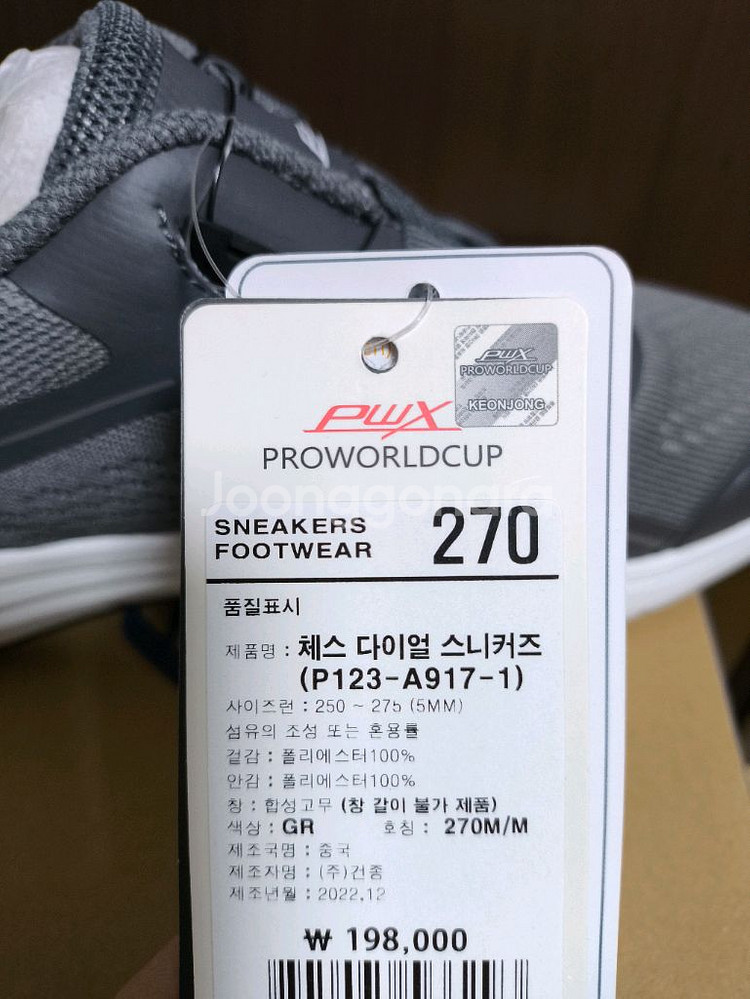 PWX
PROWORLDCUP
KEONJONG
PWX
PROWORLDCUP
Joonggonara
SNEAKERS
FOOTWEAR
270
품질표시
제품명 : 체스 다이얼 스니커즈
(P123-A917-1)
사이즈런 : 250 ~ 275 (5MM)
섬유의 조성 또는 혼용률
겉감 : 폴리에스터100%
안감 : 폴리에스터100%
창 : 합성고무 (창 갈이 불가 제품)
색상 : GR 호칭 : 270M/M
제조국명 : 중국
제조자명 : (주)건종
제조년월 : 2022.12
₩ 198,000